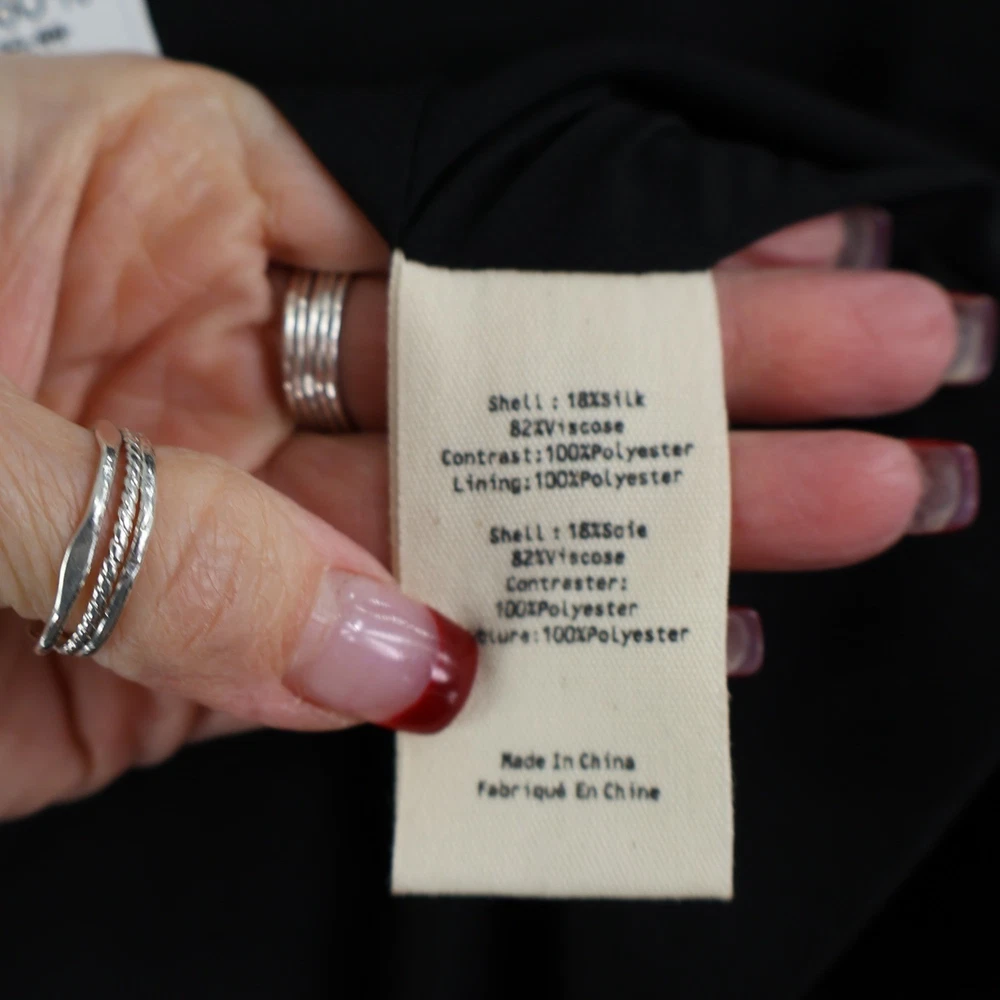 Shell : 18%Silk
82%Viscose
Contrast:100%Polyester
Lining:100%Polyester
Shell : 18%Soie
82%Viscose
Contraster:
100%Polyester
100%Polyester
Made In China
Fabriqué En Chine